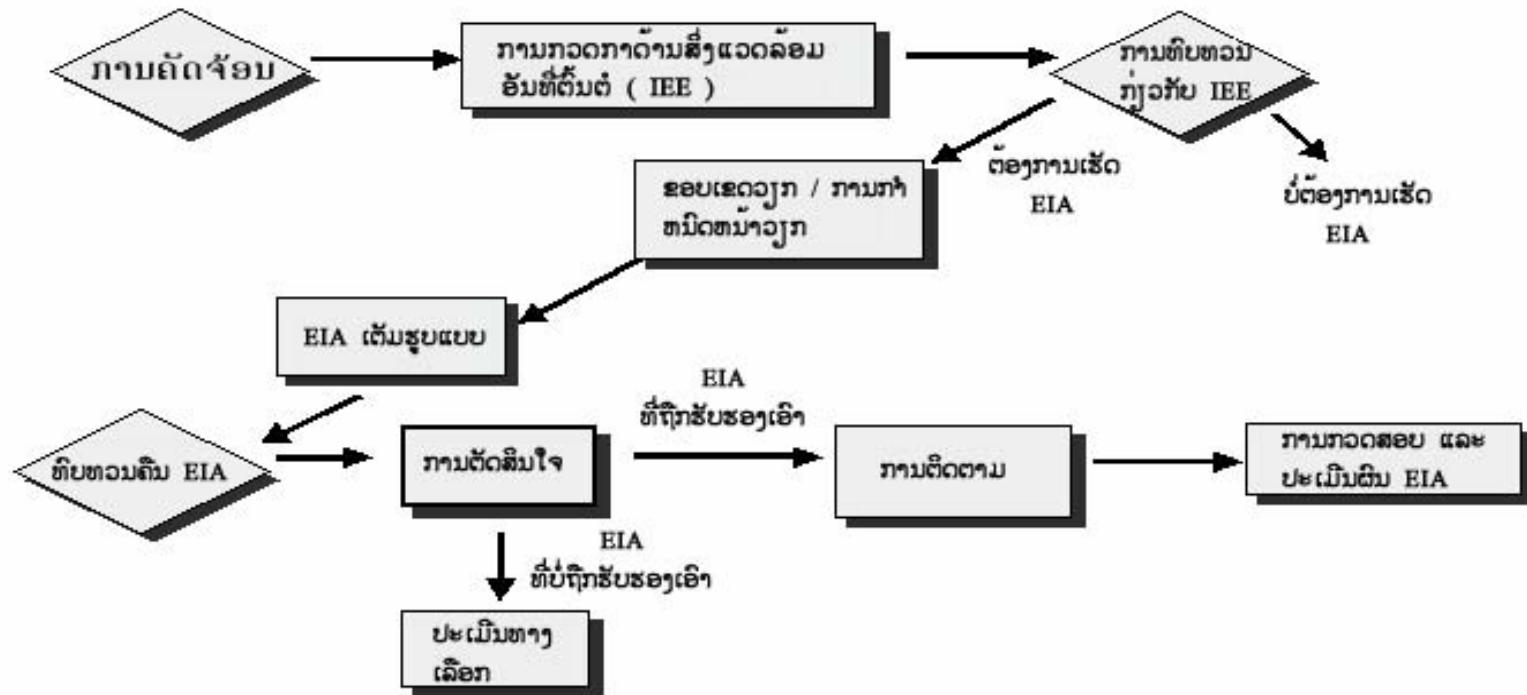 ການຄັດຈ້ອນ
ການກວດກາດ້ານສິ່ງແວດລ້ອມ
ອັນທີ່ຕົ້ນຕໍ ( IEE )
ການທົບທວນ
ກ່ຽວກັບ IEE
ຕ້ອງການເຮັດ
EIA
ບໍ່ຕ້ອງການເຮັດ
EIA
ຂອບເຂດວຽກ / ການກຳ
ຫນົດຫນ້າວຽກ
EIA ເຕັມຮູບແບບ
ທົບທວນຄືນ EIA
ການຕັດສິນໃຈ
EIA
ທີ່ຖືກຮັບຮອງເອົາ
ການຕິດຕາມ
ການກວດສອບ ແລະ
ປະເມີນຜົນ EIA
EIA
ທີ່ບໍ່ຖືກຮັບຮອງເອົາ
ປະເມີນທາງ
ເລືອກ